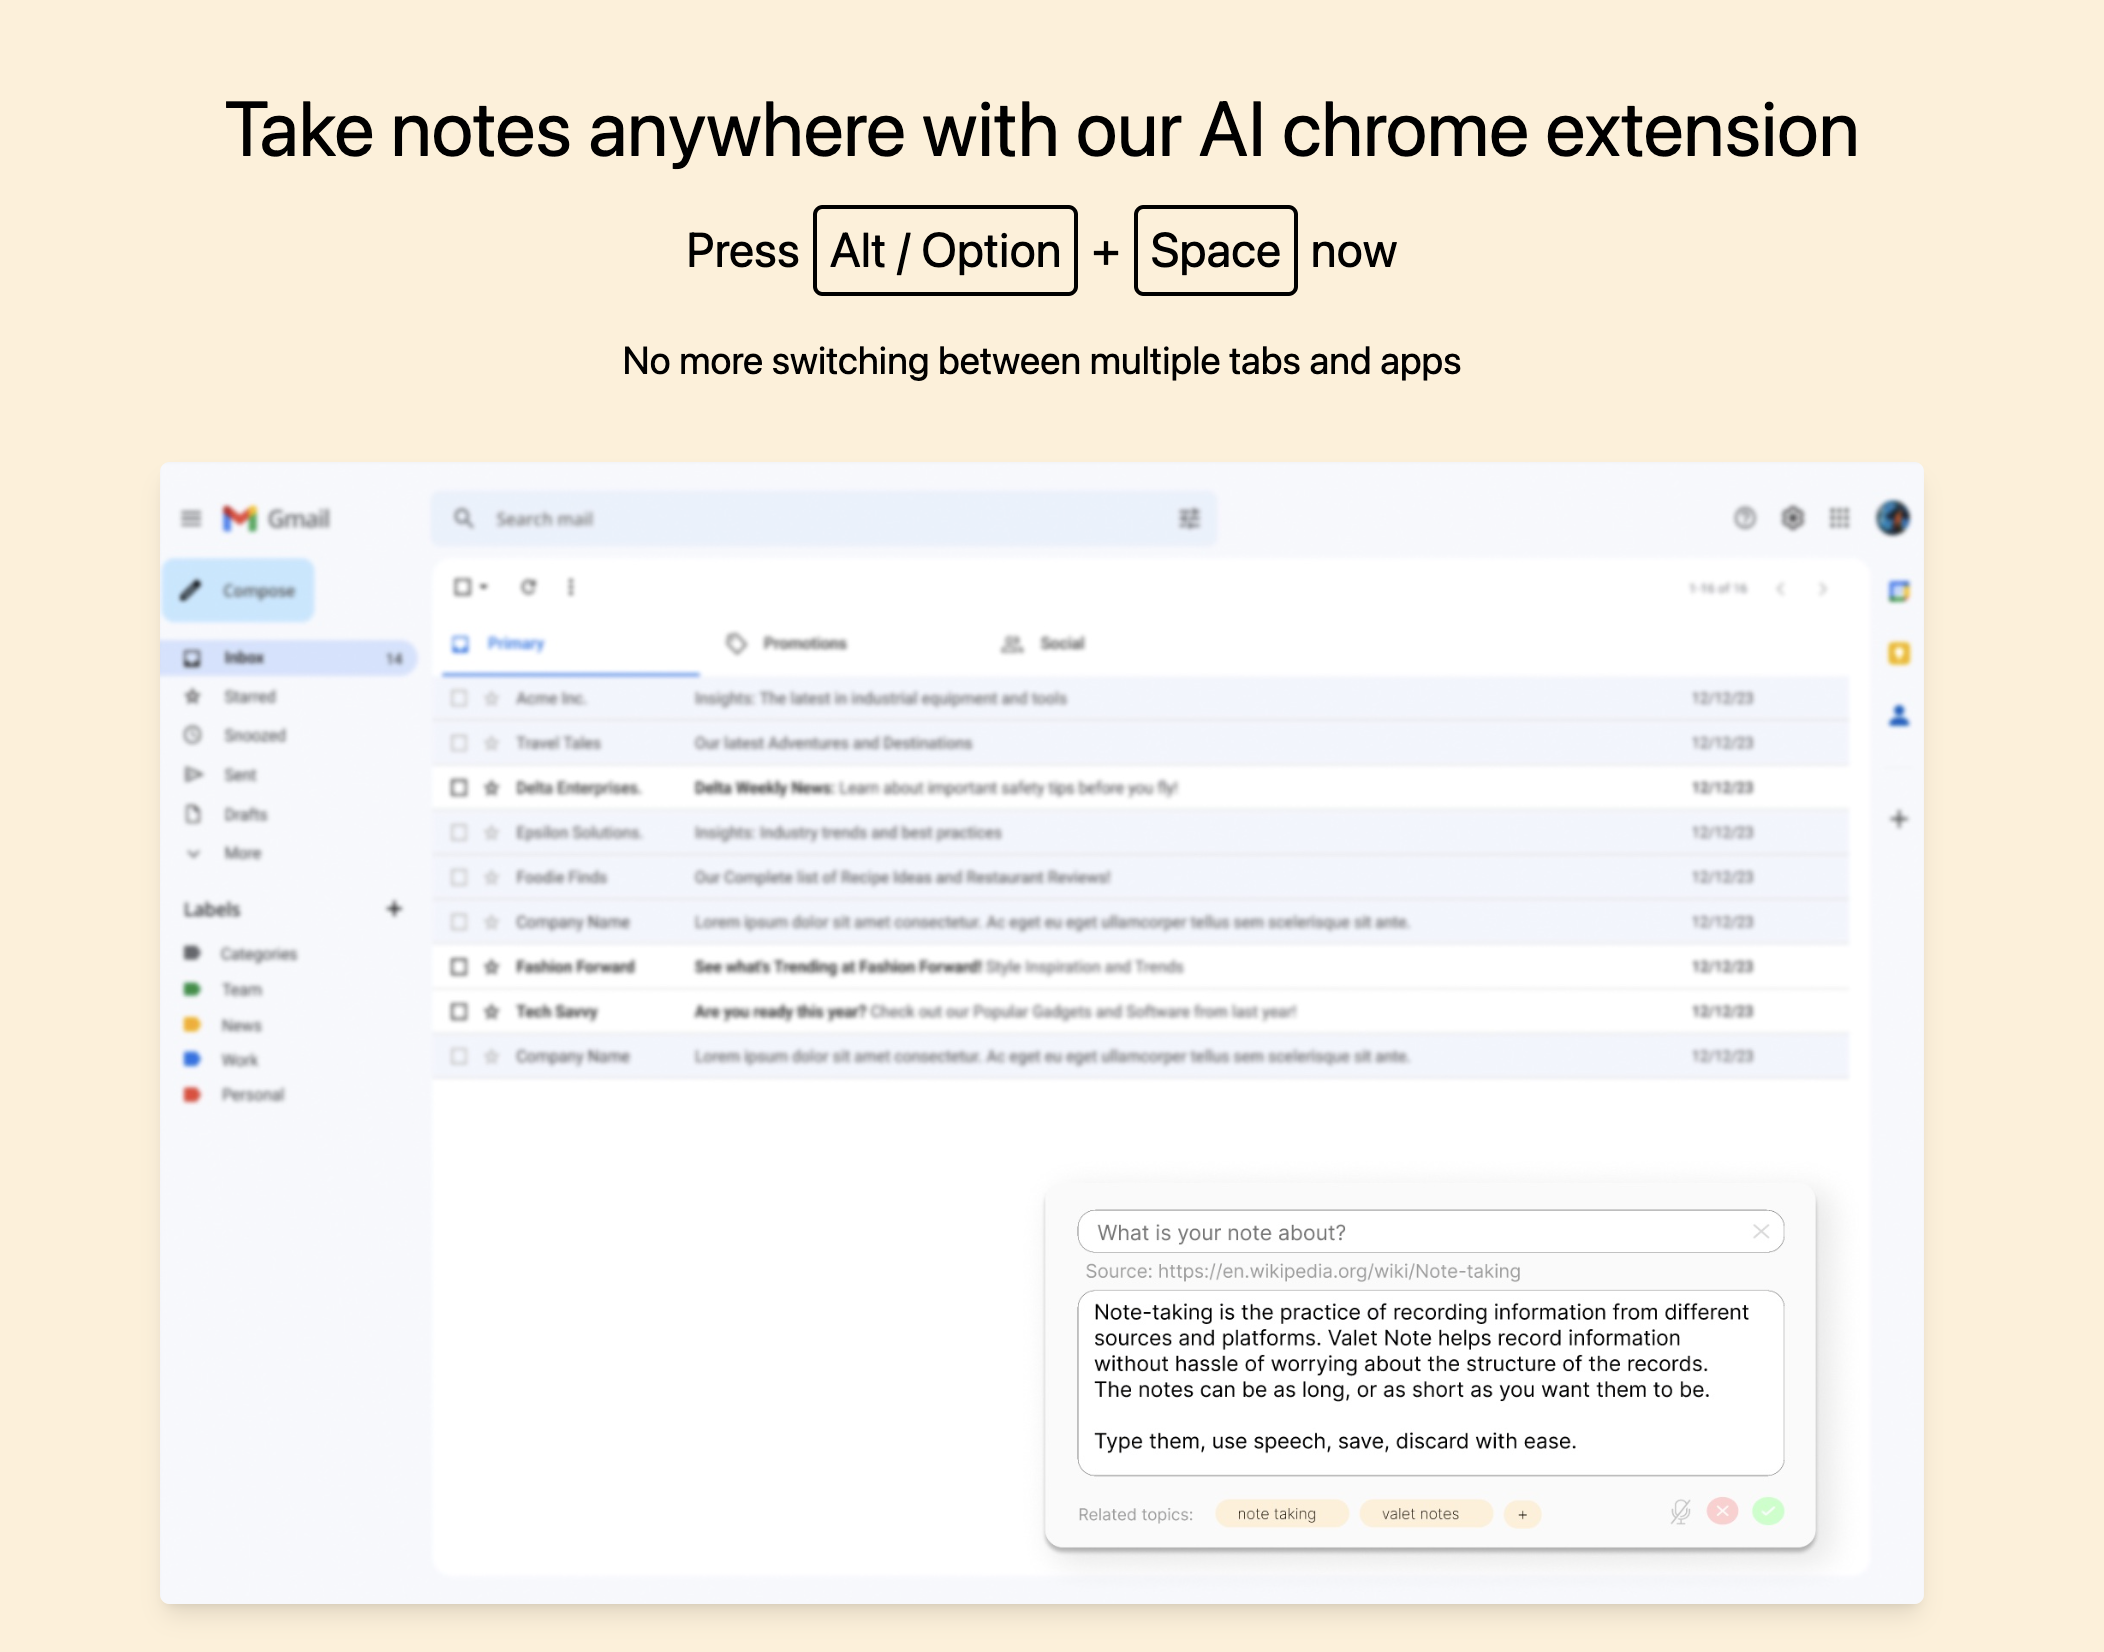 Take notes anywhere with our AI chrome extension
Press Alt / Option + Space now
No more switching between multiple tabs and apps
Gmail
Search mail
Compose
1-16 of 16
Primary
Promotions
Social
Inbox 14
Starred
Snoozed
Sent
Drafts
More
Labels
Categories
Team
News
Work
Personal
Acme Inc. Insights: The latest in industrial equipment and tools 12/12/23
Travel Tales Our latest Adventures and Destinations 12/12/23
Delta Enterprises. Delta Weekly News: Learn about important safety tips before you fly! 12/12/23
Epsilon Solutions. Insights: Industry trends and best practices 12/12/23
Foodie Finds Our Complete list of Recipe Ideas and Restaurant Reviews! 12/12/23
Company Name Lorem ipsum dolor sit amet consectetur. Ac eget eu eget ullamcorper tellus sem scelerisque sit ante. 12/12/23
Fashion Forward See what's Trending at Fashion Forward! Style Inspiration and Trends 12/12/23
Tech Savvy Are you ready this year? Check out our Popular Gadgets and Software from last year! 12/12/23
Company Name Lorem ipsum dolor sit amet consectetur. Ac eget eu eget ullamcorper tellus sem scelerisque sit ante. 12/12/23
What is your note about?
Source: https://en.wikipedia.org/wiki/Note-taking
Note-taking is the practice of recording information from different
sources and platforms. Valet Note helps record information
without hassle of worrying about the structure of the records.
The notes can be as long, or as short as you want them to be.
Type them, use speech, save, discard with ease.
Related topics: note taking valet notes +